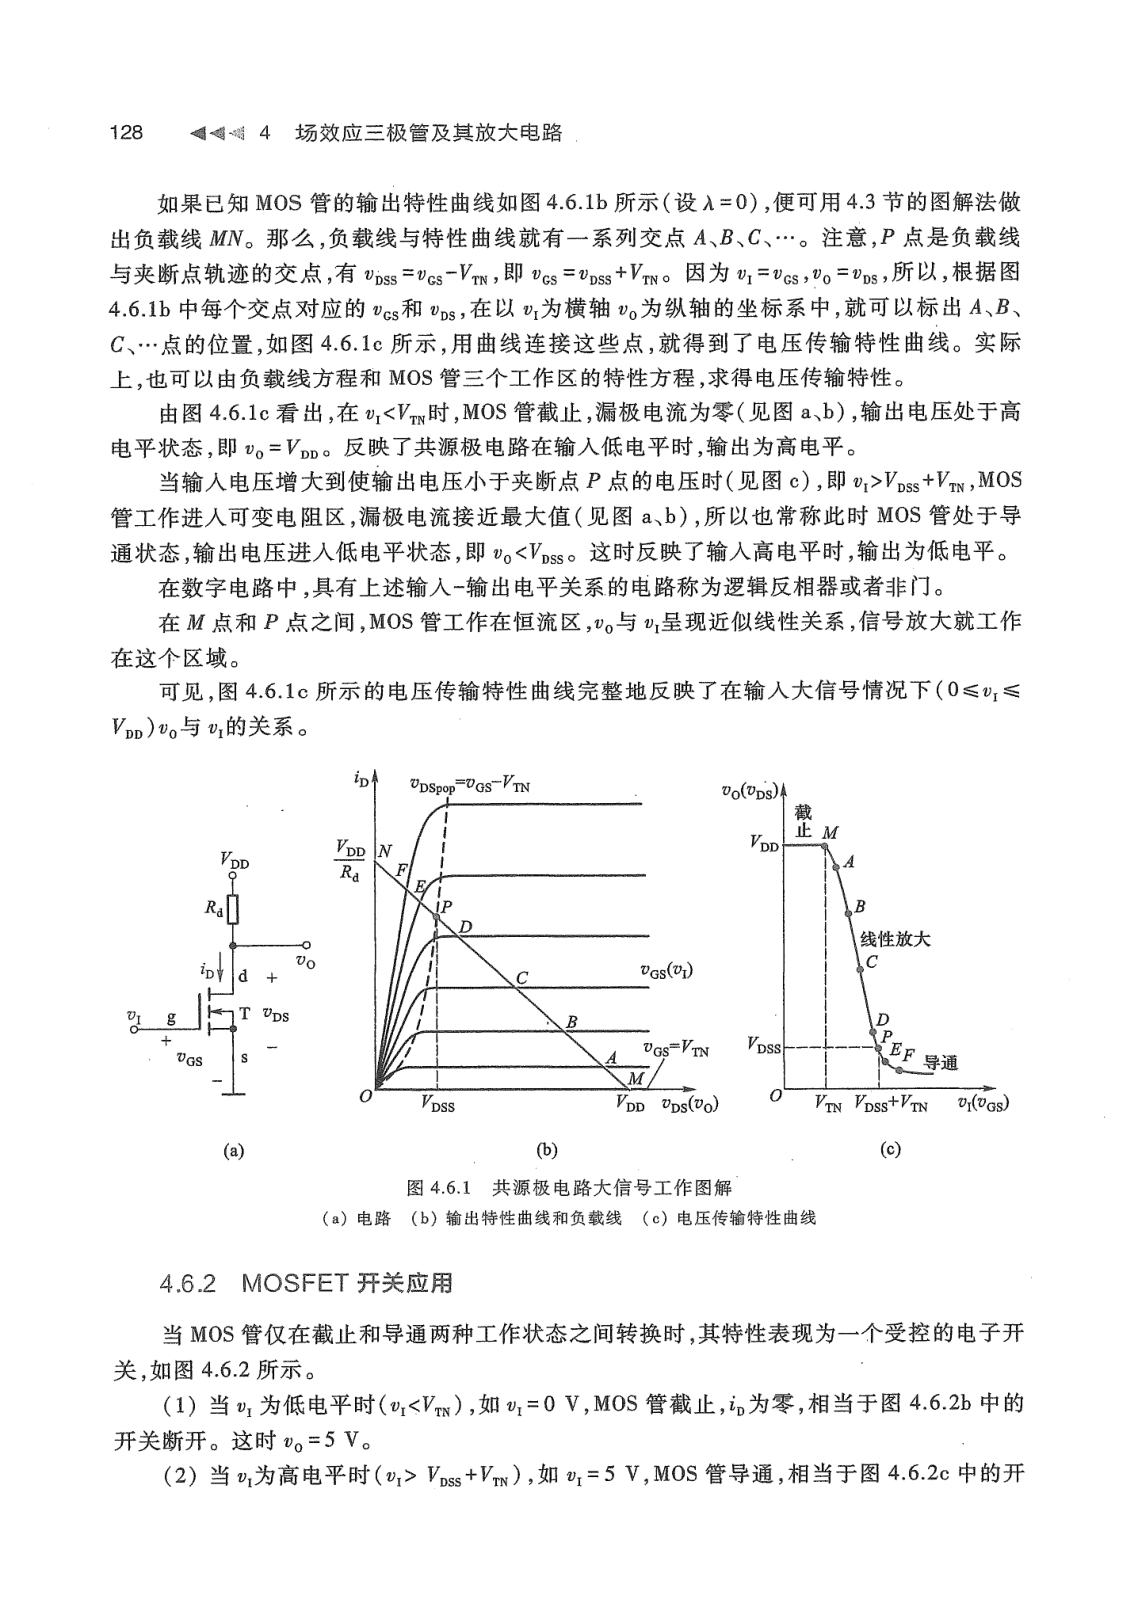 128 4 场效应三极管及其放大电路
如果已知 MOS 管的输出特性曲线如图 4.6.1b 所示(设 λ=0),便可用 4.3 节的图解法做
出负载线 MN。那么,负载线与特性曲线就有一系列交点 A、B、C、…。注意,P 点是负载线
与夹断点轨迹的交点,有 vDSS=vGS-VTN,即 vGS=vDSS+VTN。因为 vI=vGS,vO=vDS,所以,根据图
4.6.1b 中每个交点对应的 vGS和 vDS,在以 vI为横轴 vO为纵轴的坐标系中,就可以标出 A、B、
C、…点的位置,如图 4.6.1c 所示,用曲线连接这些点,就得到了电压传输特性曲线。实际
上,也可以由负载线方程和 MOS 管三个工作区的特性方程,求得电压传输特性。
由图 4.6.1c 看出,在 vI<VTN时,MOS 管截止,漏极电流为零(见图 a、b),输出电压处于高
电平状态,即 vO=VDD。反映了共源极电路在输入低电平时,输出为高电平。
当输入电压增大到使输出电压小于夹断点 P 点的电压时(见图 c),即 vI>VDSS+VTN,MOS
管工作进入可变电阻区,漏极电流接近最大值(见图 a、b),所以也常称此时 MOS 管处于导
通状态,输出电压进入低电平状态,即 vO<VDSS。这时反映了输入高电平时,输出为低电平。
在数字电路中,具有上述输入-输出电平关系的电路称为逻辑反相器或者非门。
在 M 点和 P 点之间,MOS 管工作在恒流区,vO与 vI呈现近似线性关系,信号放大就工作
在这个区域。
可见,图 4.6.1c 所示的电压传输特性曲线完整地反映了在输入大信号情况下(0≤vI≤
VDD)vO与 vI的关系。
VDD
Rd
vO
iD
d
+
vI
g
T
vDS
+
vGS
s
-
-
(a)
iD
vDSpop=vGS-VTN
VDD
Rd
N
F
E
P
D
C
vGS(vI)
B
A
vGS=VTN
M
O
VDSS
VDD
vDS(vO)
(b)
vO(vDS)
截
止
M
VDD
A
B
线性放大
C
D
P
VDSS
E
F
导通
O
VTN
VDSS+VTN
vI(vGS)
(c)
图 4.6.1 共源极电路大信号工作图解
(a) 电路 (b) 输出特性曲线和负载线 (c) 电压传输特性曲线
4.6.2 MOSFET 开关应用
当 MOS 管仅在截止和导通两种工作状态之间转换时,其特性表现为一个受控的电子开
关,如图 4.6.2 所示。
(1) 当 vI 为低电平时(vI<VTN),如 vI=0 V,MOS 管截止,iD为零,相当于图 4.6.2b 中的
开关断开。这时 vO=5 V。
(2) 当 vI为高电平时(vI> VDSS+VTN),如 vI=5 V,MOS 管导通,相当于图 4.6.2c 中的开